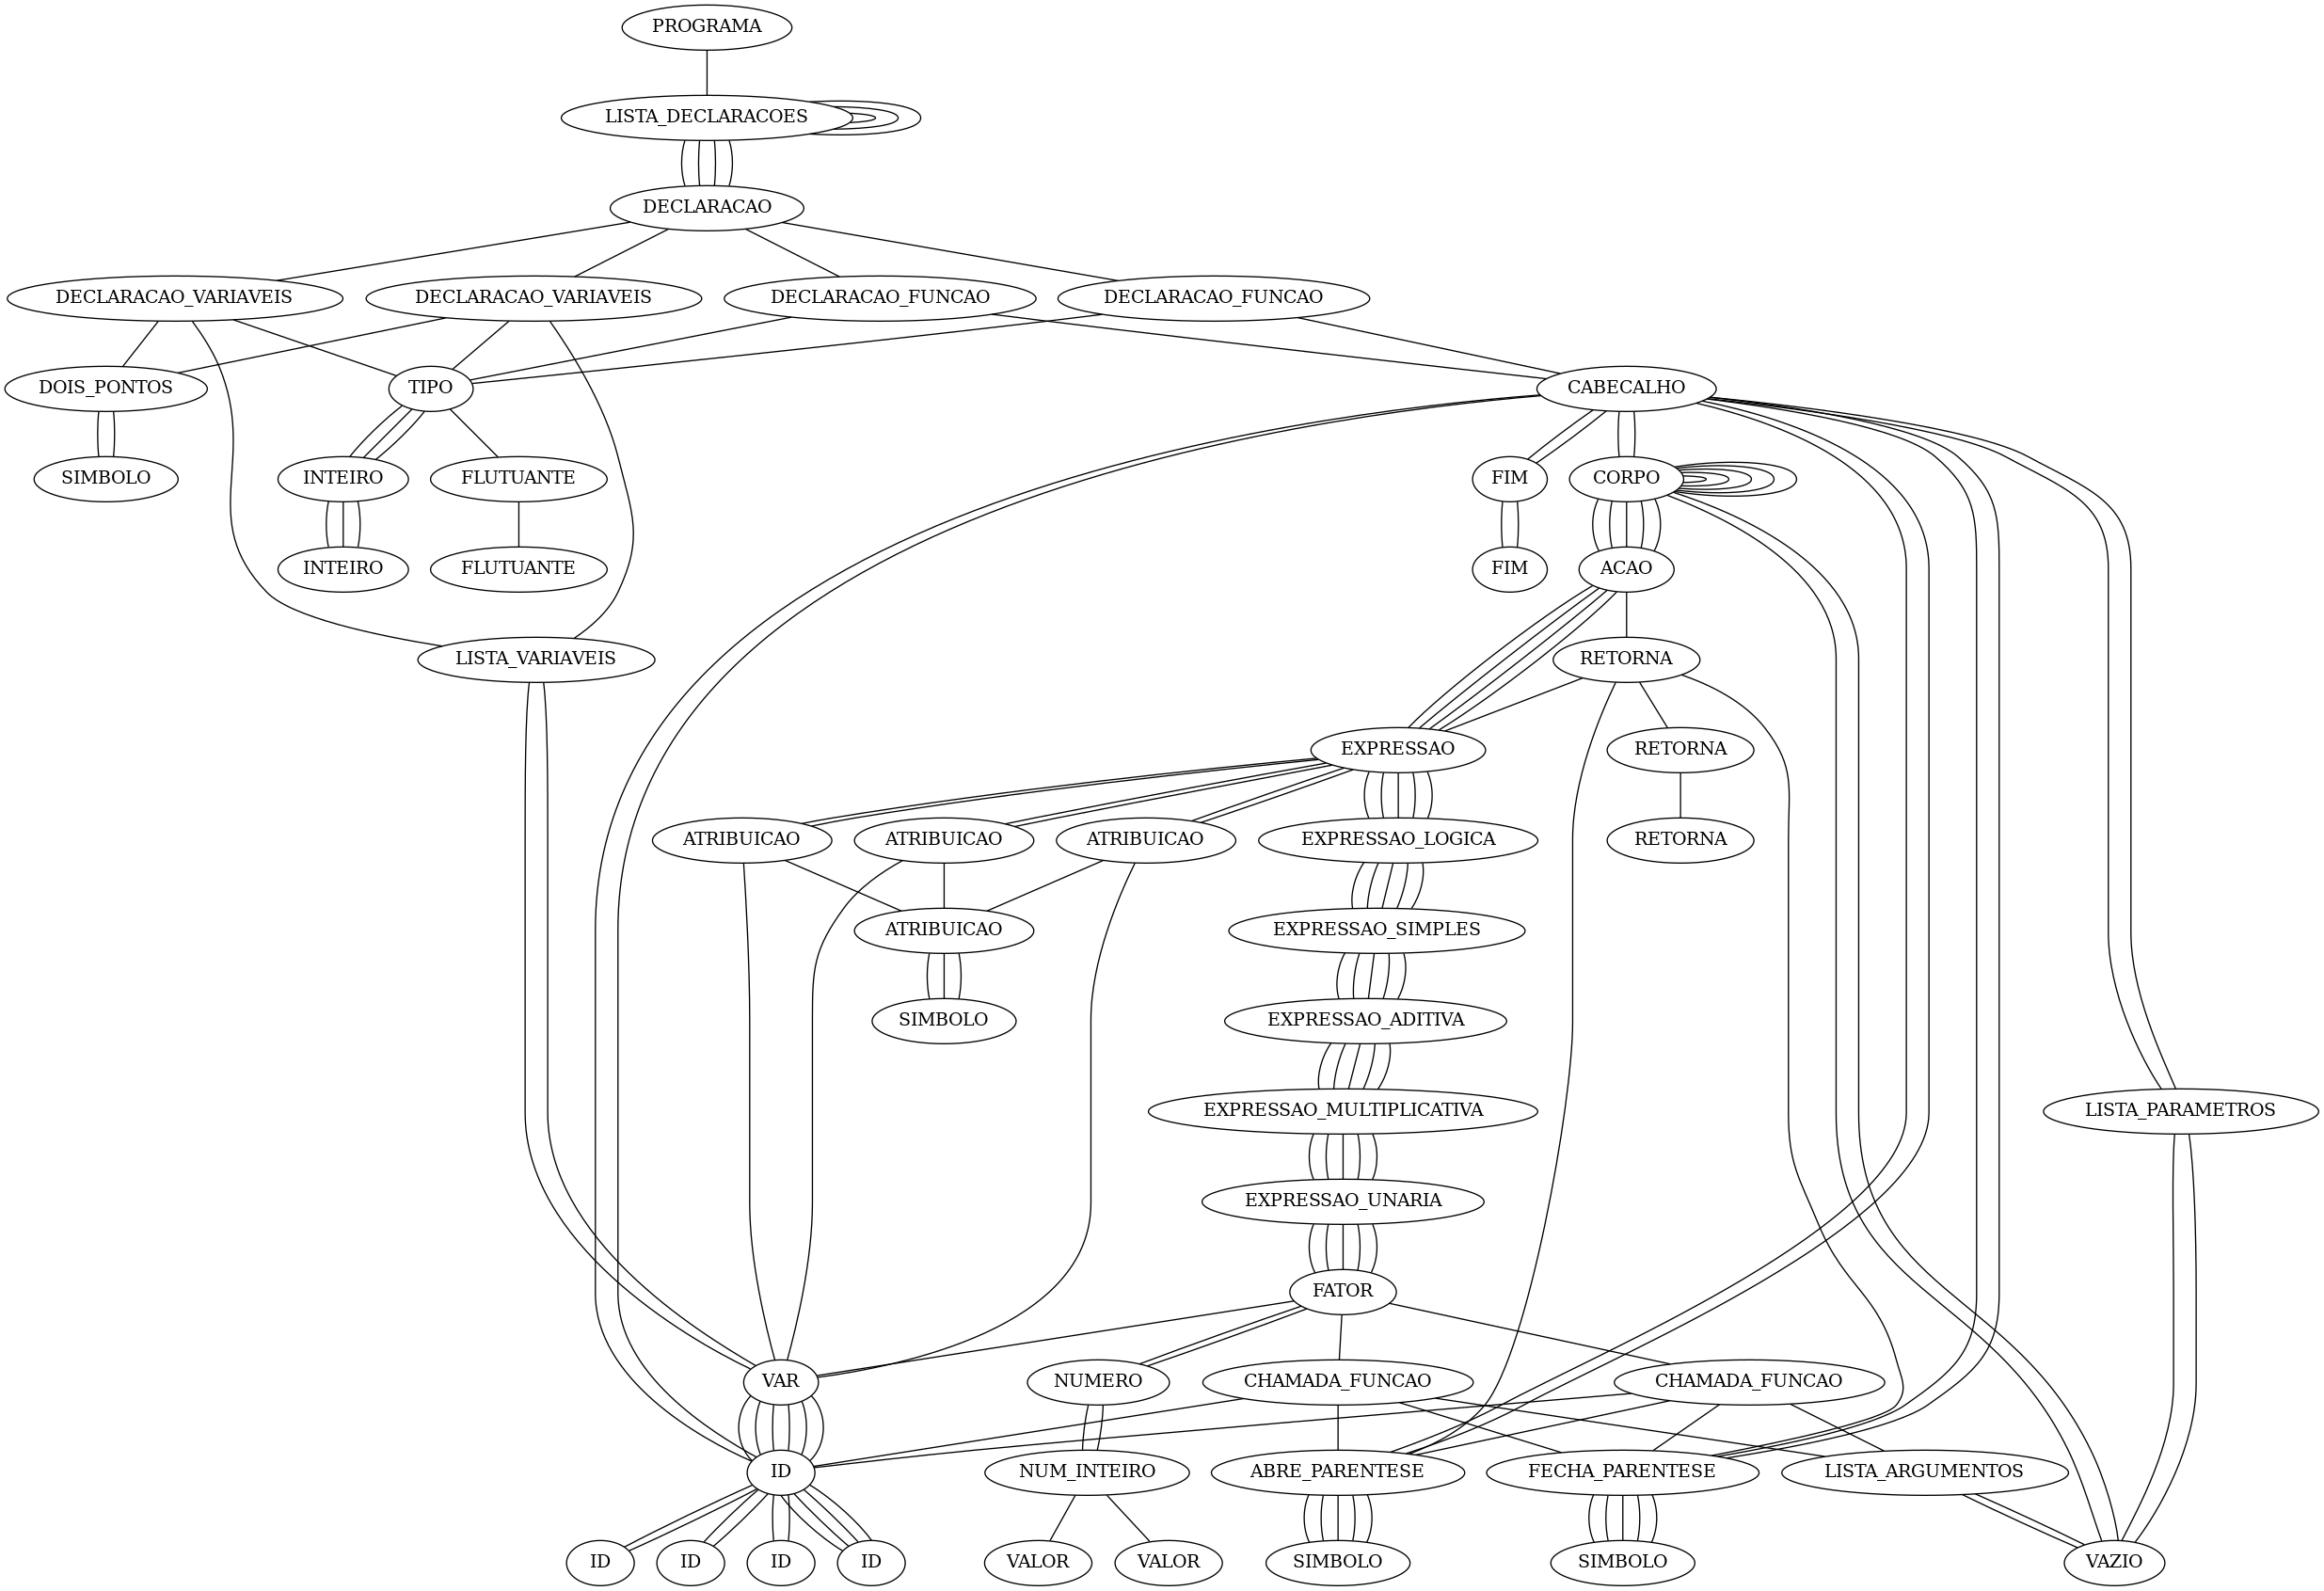 PROGRAMA
LISTA_DECLARACOES
DECLARACAO
DECLARACAO_VARIAVEIS
DECLARACAO_VARIAVEIS
DECLARACAO_FUNCAO
DECLARACAO_FUNCAO
DOIS_PONTOS
TIPO
CABECALHO
SIMBOLO
INTEIRO
FLUTUANTE
FIM
CORPO
INTEIRO
FLUTUANTE
FIM
ACAO
LISTA_VARIAVEIS
RETORNA
EXPRESSAO
RETORNA
ATRIBUICAO
ATRIBUICAO
ATRIBUICAO
EXPRESSAO_LOGICA
RETORNA
ATRIBUICAO
EXPRESSAO_SIMPLES
SIMBOLO
EXPRESSAO_ADITIVA
EXPRESSAO_MULTIPLICATIVA
LISTA_PARAMETROS
EXPRESSAO_UNARIA
FATOR
VAR
NUMERO
CHAMADA_FUNCAO
CHAMADA_FUNCAO
ID
NUM_INTEIRO
ABRE_PARENTESE
FECHA_PARENTESE
LISTA_ARGUMENTOS
ID
ID
ID
ID
VALOR
VALOR
SIMBOLO
SIMBOLO
VAZIO